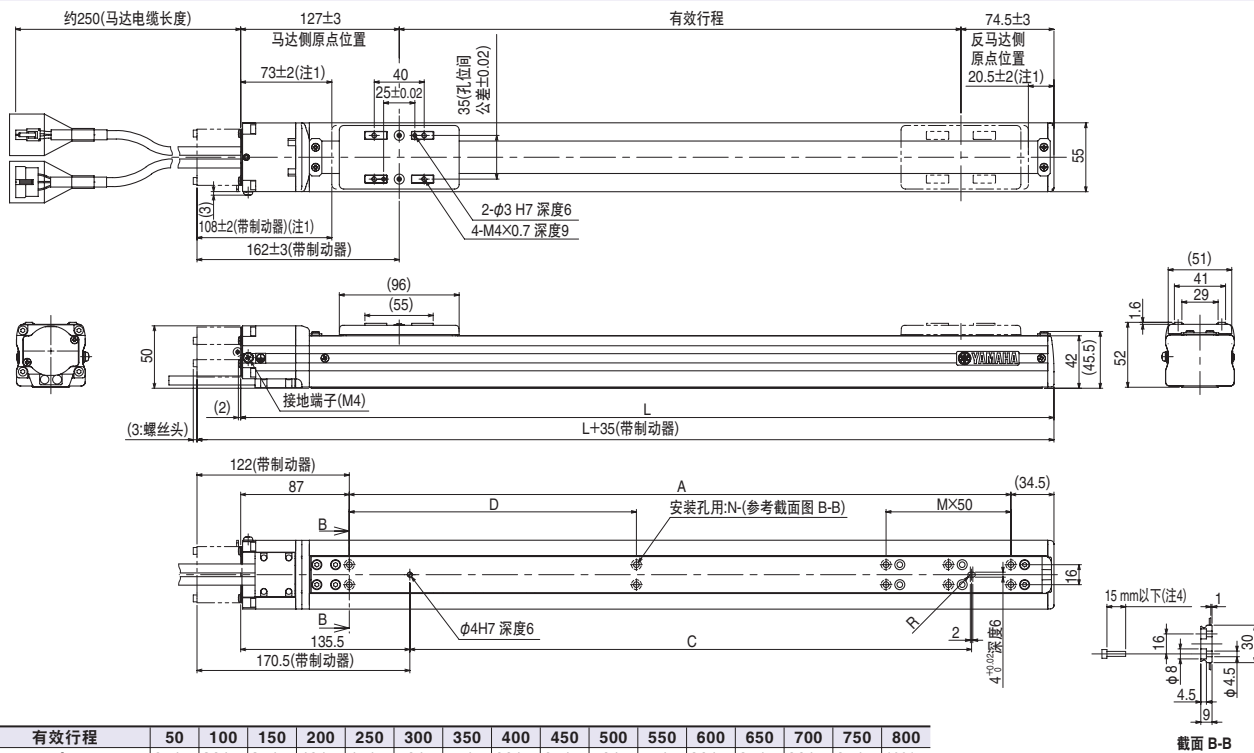 约250(马达电缆长度)
127±3
马达侧原点位置
有效行程
74.5±3
反马达侧
原点位置
73±2(注1)
40
25±0.02
35(孔位间
公差±0.02)
20.5±2(注1)
55
(3)
108±2(带制动器)(注1)
162±3(带制动器)
2-φ3 H7 深度6
4-M4×0.7 深度9
(96)
(55)
50
YAMAHA
42
(45.5)
(51)
41
29
1.6
52
接地端子(M4)
(2)
L
(3:螺丝头)
L+35(带制动器)
122(带制动器)
87
A
(34.5)
D
安装孔用:N-(参考截面图 B-B)
M×50
B
16
B
φ4H7 深度6
R
2
135.5
C
170.5(带制动器)
4 +0.02 0 深度6
15 mm以下(注4)
1
16
30
φ8
φ4.5
4.5
9
截面 B-B
有效行程 50 100 150 200 250 300 350 400 450 500 550 600 650 700 750 800